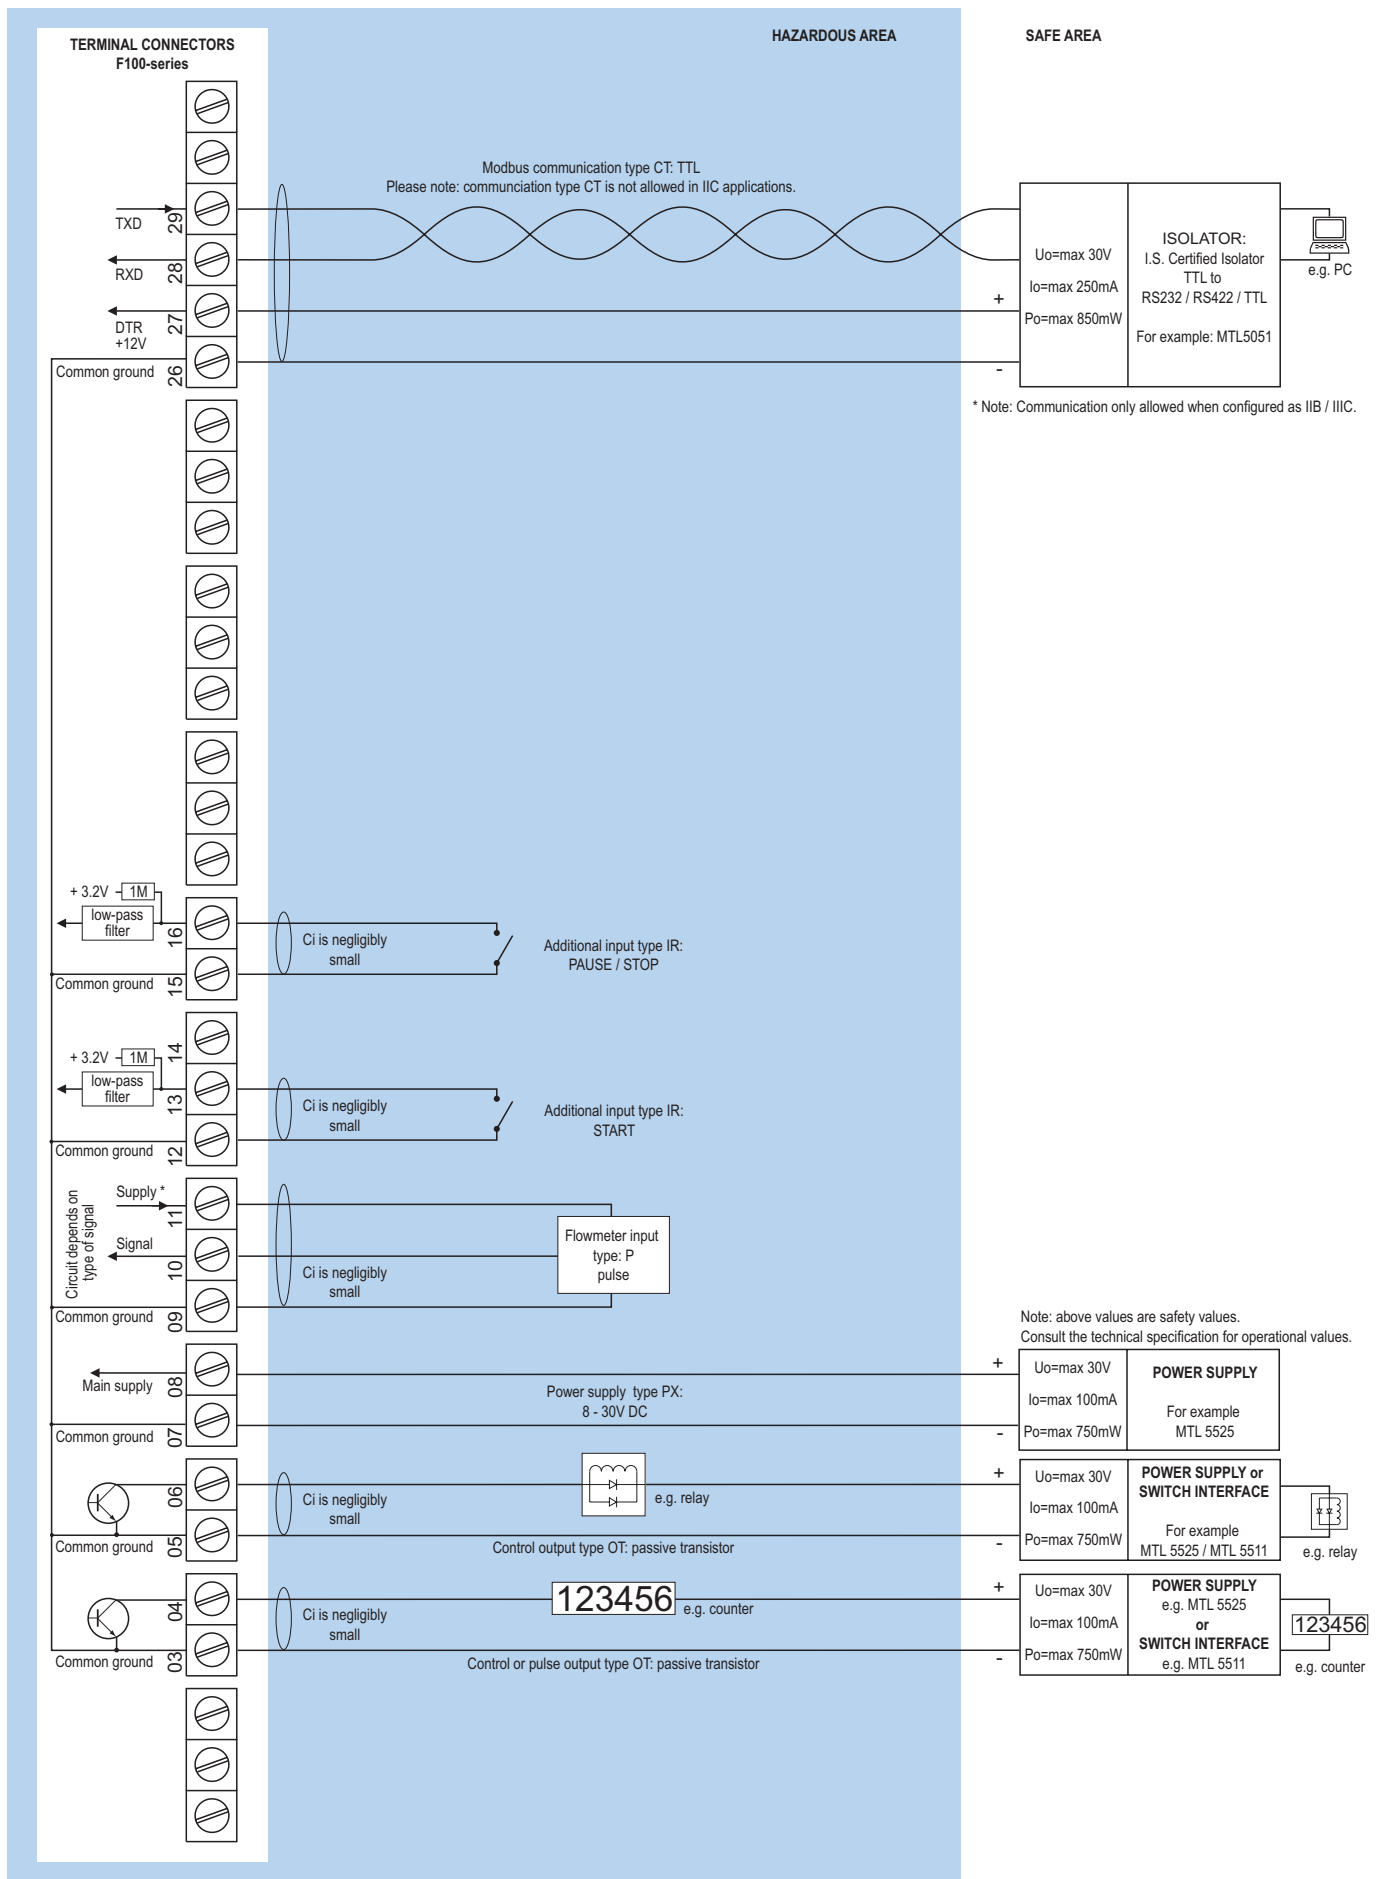 HAZARDOUS AREA
SAFE AREA
TERMINAL CONNECTORS
F100-series
Modbus communication type CT: TTL
Please note: communciation type CT is not allowed in IIC applications.
TXD
29
RXD
28
DTR
+12V
27
Common ground
26
+
-
Uo=max 30V
Io=max 250mA
Po=max 850mW
ISOLATOR:
I.S. Certified Isolator
TTL to
RS232 / RS422 / TTL
For example: MTL5051
e.g. PC
* Note: Communication only allowed when configured as IIB / IIIC.
+ 3.2V
1M
low-pass
filter
16
Common ground
15
Ci is negligibly
small
Additional input type IR:
PAUSE / STOP
14
+ 3.2V
1M
low-pass
filter
13
Common ground
12
Ci is negligibly
small
Additional input type IR:
START
Circuit depends on
type of signal
Supply *
11
Signal
10
Common ground
09
Ci is negligibly
small
Flowmeter input
type: P
pulse
Note: above values are safety values.
Consult the technical specification for operational values.
Main supply
08
Common ground
07
Power supply type PX:
8 - 30V DC
+
-
Uo=max 30V
Io=max 100mA
Po=max 750mW
POWER SUPPLY
For example
MTL 5525
06
Common ground
05
Ci is negligibly
small
e.g. relay
Control output type OT: passive transistor
+
-
Uo=max 30V
Io=max 100mA
Po=max 750mW
POWER SUPPLY or
SWITCH INTERFACE
For example
MTL 5525 / MTL 5511
e.g. relay
04
Common ground
03
Ci is negligibly
small
123456
e.g. counter
Control or pulse output type OT: passive transistor
+
-
Uo=max 30V
Io=max 100mA
Po=max 750mW
POWER SUPPLY
e.g. MTL 5525
or
SWITCH INTERFACE
e.g. MTL 5511
123456
e.g. counter